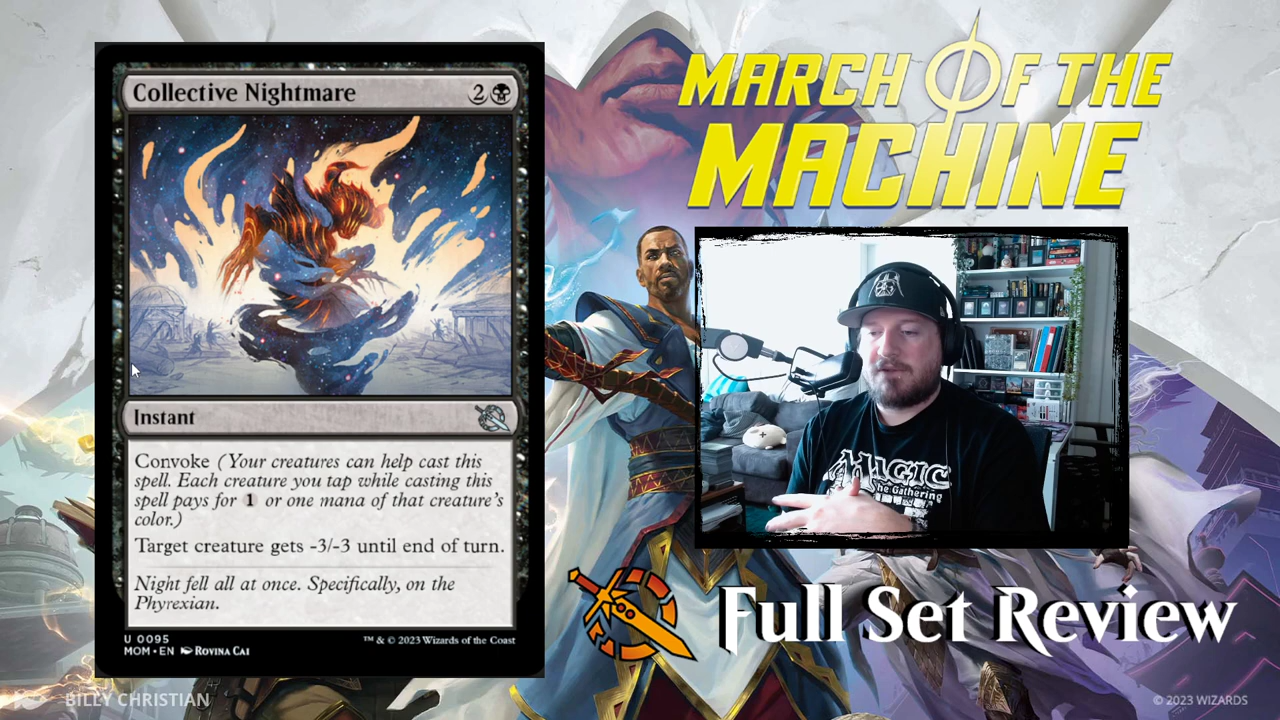 Collective Nightmare 2
Instant
Convoke (Your creatures can help cast this
spell. Each creature you tap while casting this
spell pays for 1 or one mana of that creature's
color.)
Target creature gets -3/-3 until end of turn.
Night fell all at once. Specifically, on the
Phyrexian.
U 0095
MOM • EN ROVINA CAI
™ & © 2023 Wizards of the Coast
MARCH OF THE
MACHINE
MAGIC
The Gathering
Full Set Review
BILLY CHRISTIAN
© 2023 WIZARDS